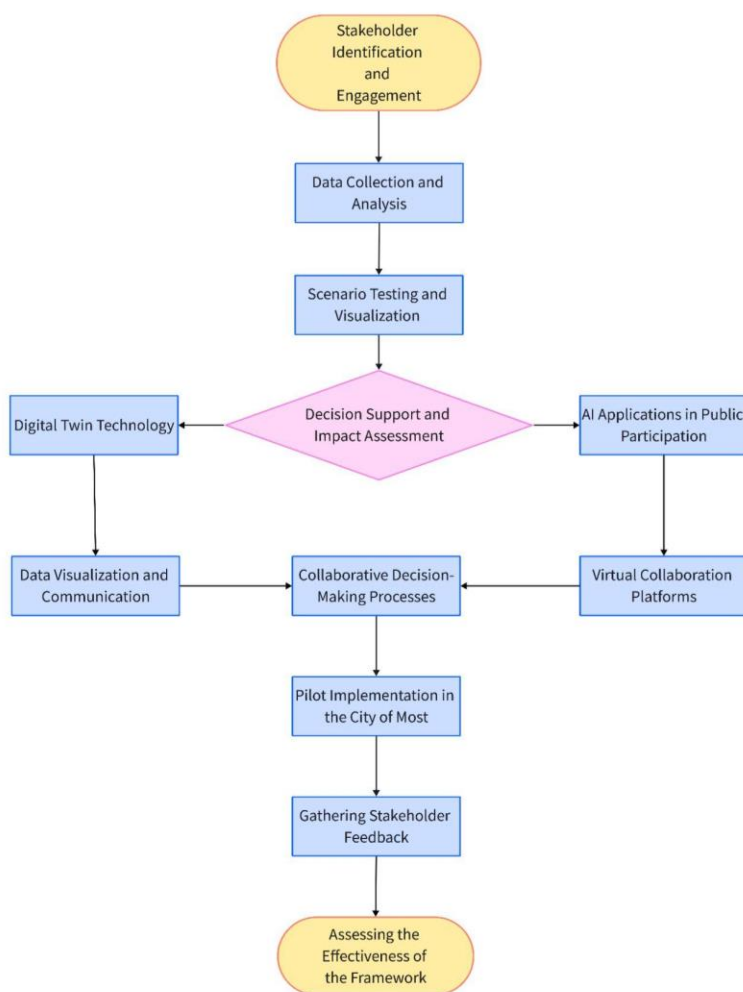 Stakeholder
Identification
and
Engagement
Data Collection and
Analysis
Scenario Testing and
Visualization
Decision Support and
Impact Assessment
Digital Twin Technology
AI Applications in Public
Participation
Data Visualization and
Communication
Collaborative Decision-
Making Processes
Virtual Collaboration
Platforms
Pilot Implementation in
the City of Most
Gathering Stakeholder
Feedback
Assessing the
Effectiveness of
the Framework